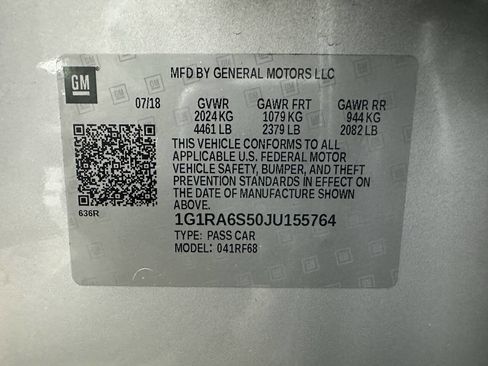 GM
MFD BY GENERAL MOTORS LLC
07/18 GVWR GAWR FRT GAWR RR
2024 KG 1079 KG 944 KG
4461 LB 2379 LB 2082 LB
THIS VEHICLE CONFORMS TO ALL
APPLICABLE U.S. FEDERAL MOTOR
VEHICLE SAFETY, BUMPER, AND THEFT
PREVENTION STANDARDS IN EFFECT ON
THE DATE OF MANUFACTURE SHOWN
ABOVE.
636R
1G1RA6S50JU155764
TYPE: PASS CAR
MODEL: 041RF68